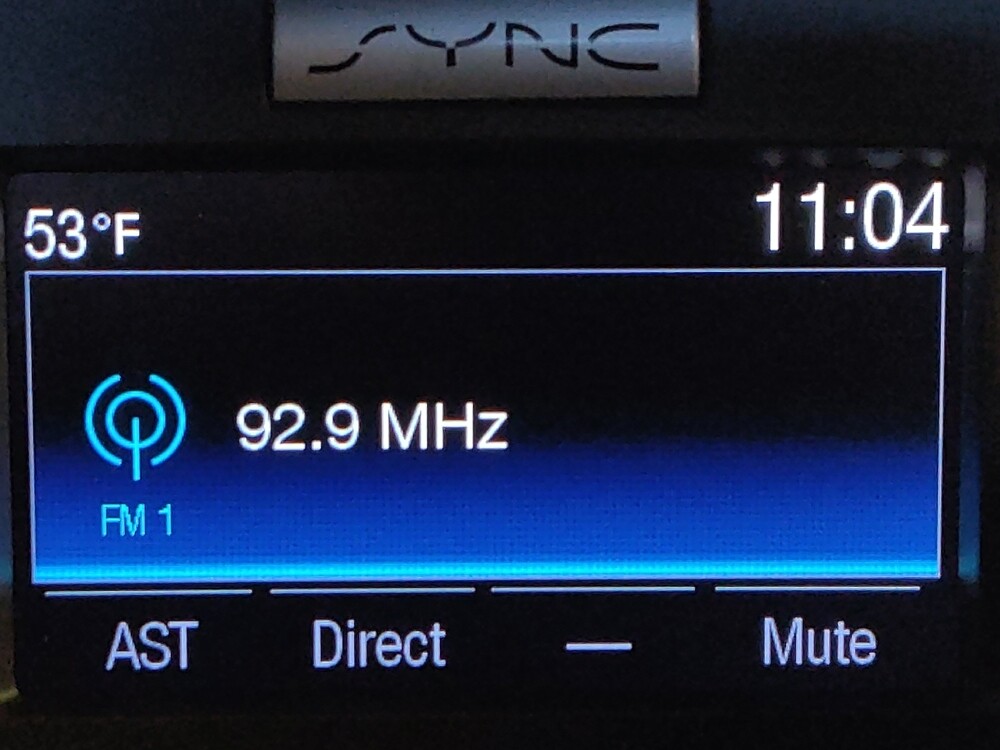 SYNC
53°F 11:04
92.9 MHz
FM 1
AST Direct — Mute